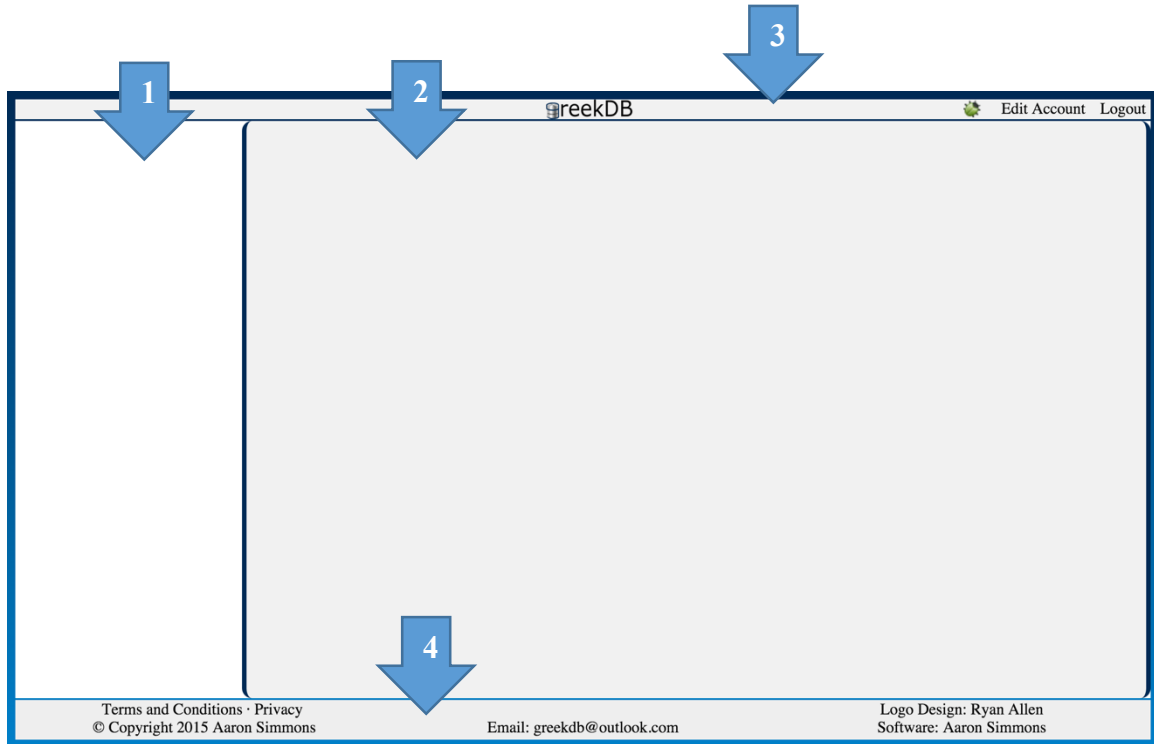 3
1
2
greekDB
Edit Account Logout
4
Terms and Conditions · Privacy
© Copyright 2015 Aaron Simmons
Email: greekdb@outlook.com
Logo Design: Ryan Allen
Software: Aaron Simmons